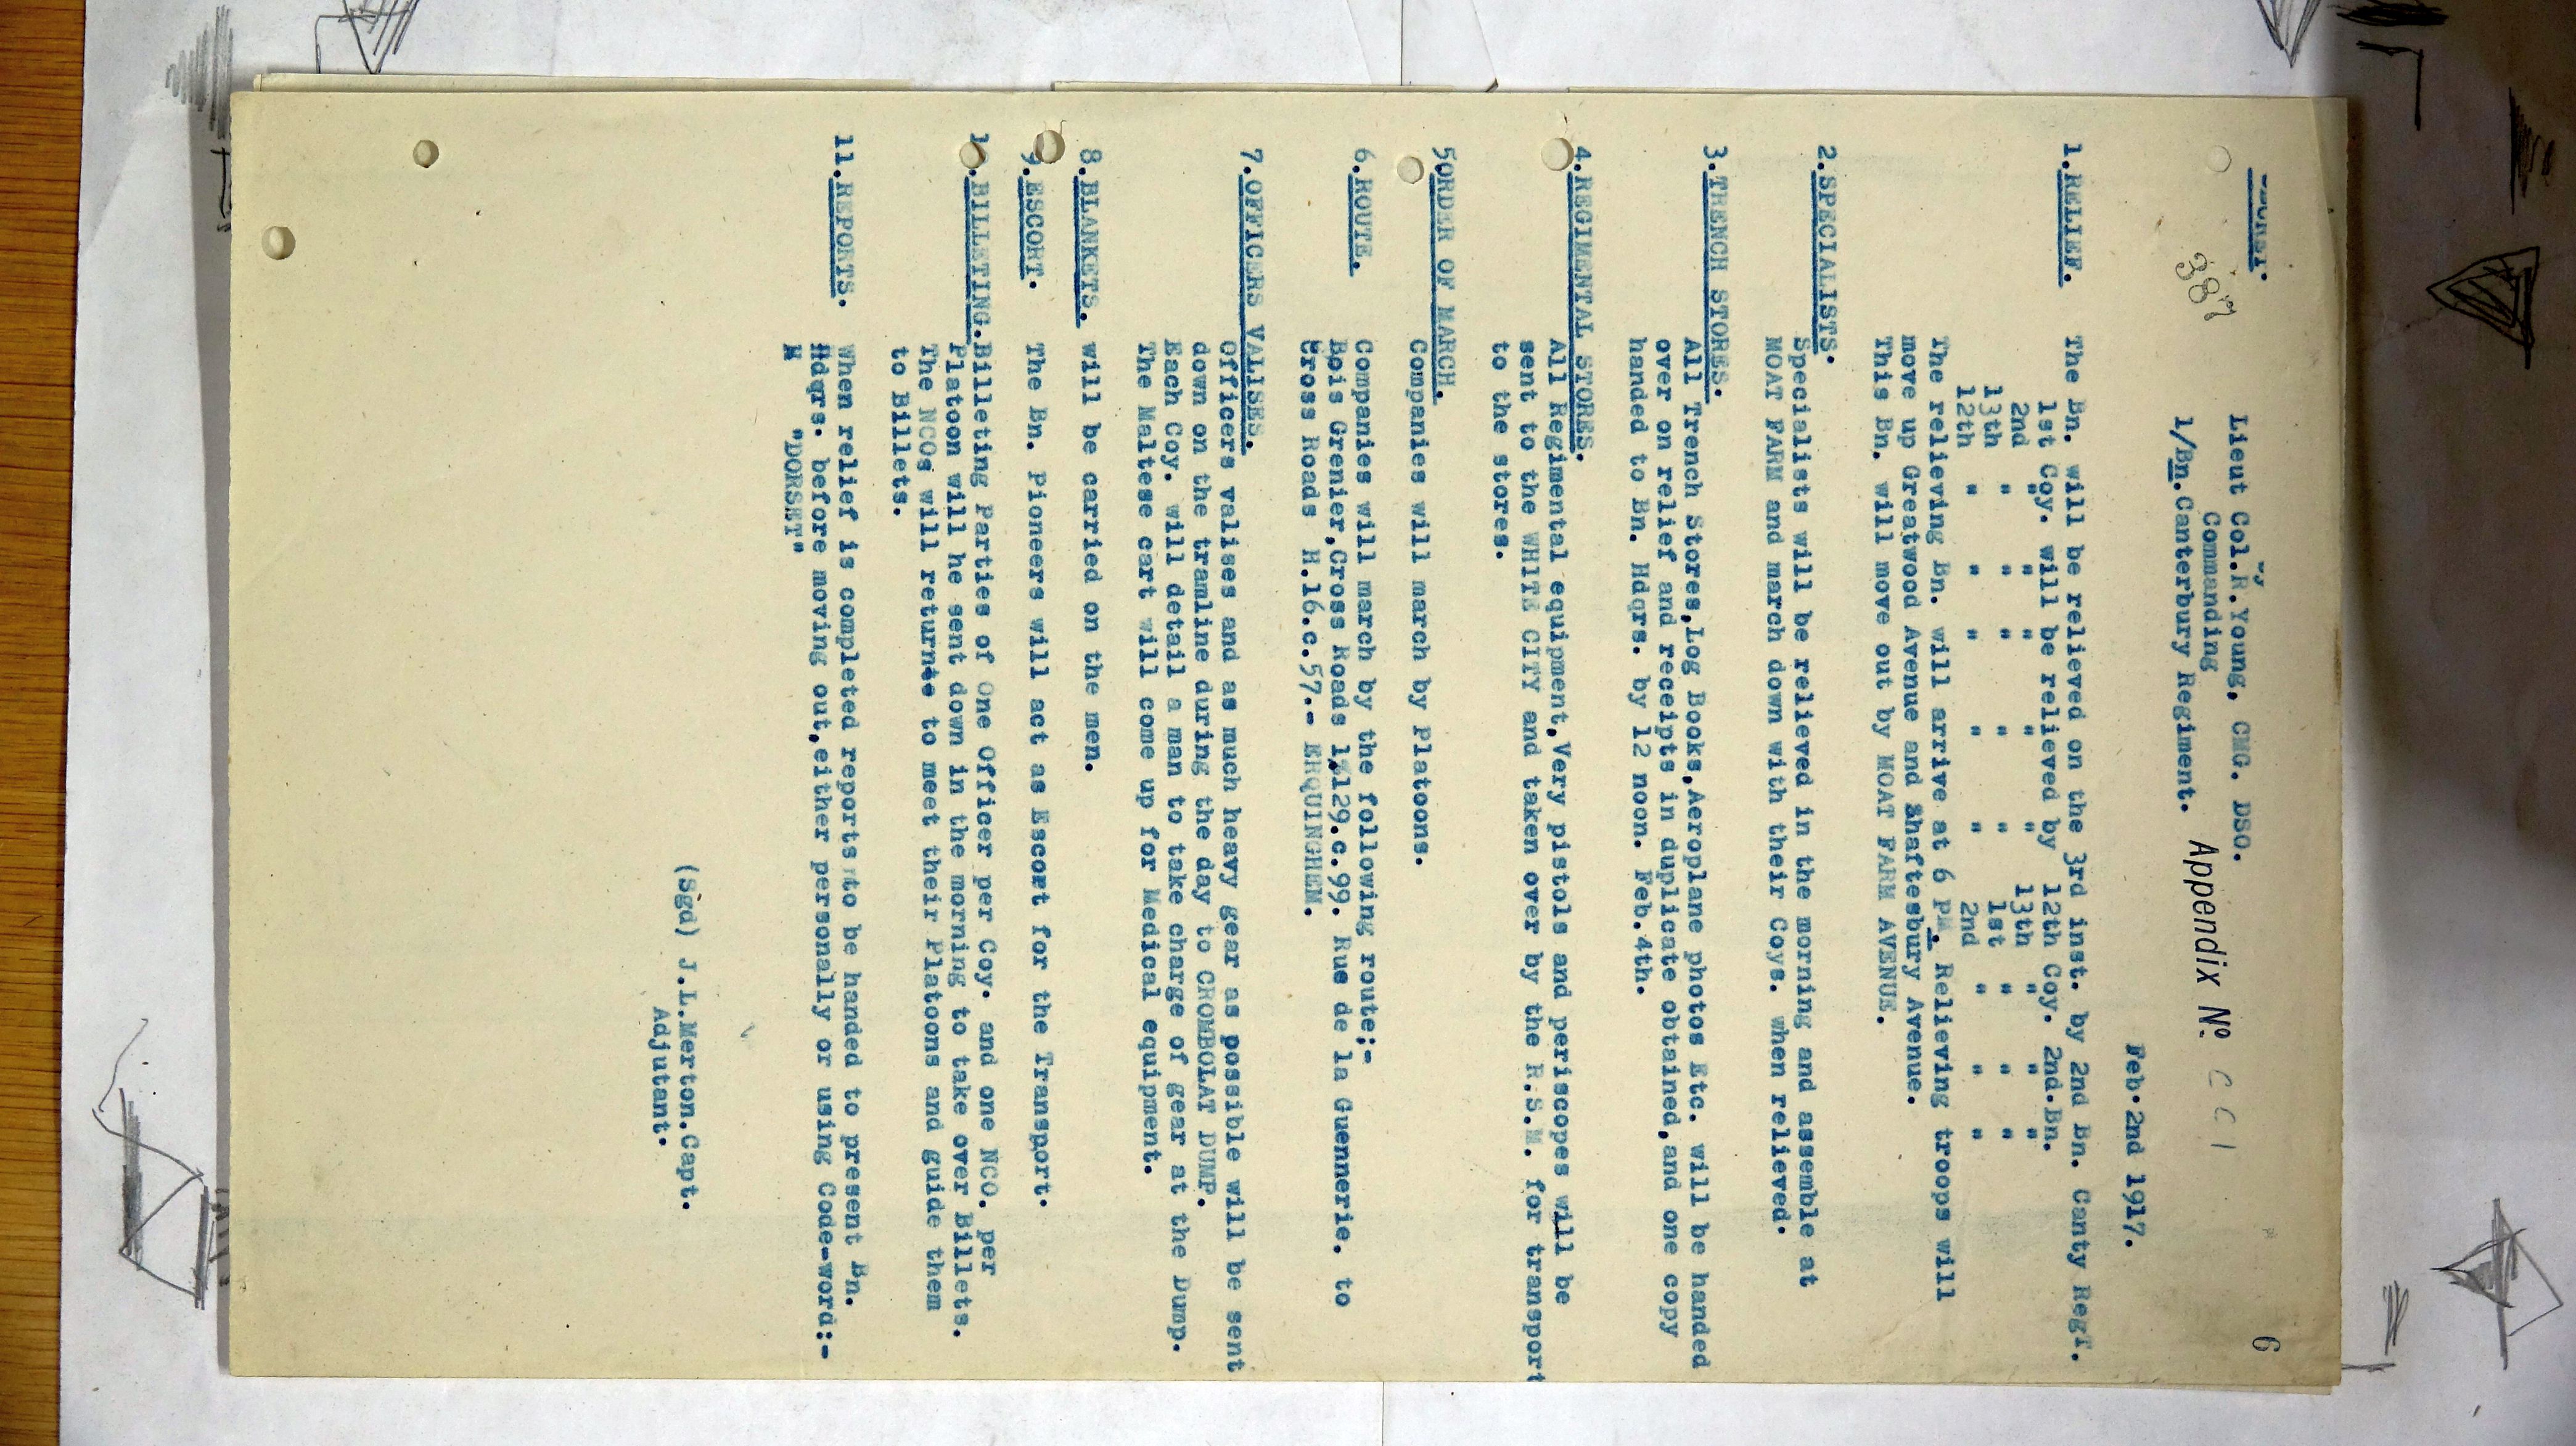 6
by
Lieut Col.R.Young, CMG. DSO.
Commanding
387
1/Bn.Canterbury Regiment. Appendix No.
Feb.2nd 1917.
1.RELIEF. The Bn. will be relieved on the 3rd inst. by 2nd Bn. Canty Regt.
1st Coy. will be relieved by 12th Coy. 2nd.Bn.
2nd " " " " " 13th " " "
13th " " " " " 1st " " "
12th " " " " " 2nd " " "
The relieving Bn. will arrive at 6 PM. Relieving troops will
move up Greatwood Avenue and Shaftesbury Avenue.
This Bn. will move out by MOAT FARM AVENUE.
2.SPECIALISTS.
Specialists will be relieved in the morning and assemble at
MOAT FARM and march down with their Coys. when relieved.
3.TRENCH STORES.
All Trench Stores,Log Books,Aeroplane photos Etc. will be handed
over on relief and receipts in duplicate obtained,and one copy
handed to Bn. Hdqrs. by 12 noon. Feb.4th.
4.REGIMENTAL STORES.
All Regimental equipment,Very pistols and periscopes will be
sent to the WHITE CITY and taken over by the R.S.M. for transport
to the stores.
5ORDER OF MARCH.
Companies will march by Platoons.
6.ROUTE. Companies will march by the following route;-
Bois Grenier,Cross Roads 129.c.99. Rue de la Guennerie. to
Cross Roads H.16.c.57.- ERQUINGHEM.
7.OFFICERS VALISES.
Officers valises and as much heavy gear as possible will be sent
down on the tramline during the day to CROMBOLAT DUMP.
Each Coy. will detail a man to take charge of gear at the Dump.
The Maltese cart will come up for Medical equipment.
8.BLANKETS. will be carried on the men.
9.ESCORT. The Bn. Pioneers will act as Escort for the Transport.
10.BILLETING.Billeting Parties of One Officer per Coy. and one NCO. per
Platoon will he sent down in the morning to take over Billets.
The NCOs will return to meet their Platoons and guide them
to Billets.
11.REPORTS. When relief is completed reports to be handed to present Bn.
Hdqrs. before moving out,either personally or using Code-word:-
"DORSET"
(Sgd) J.L.Merton.Capt.
Adjutant.